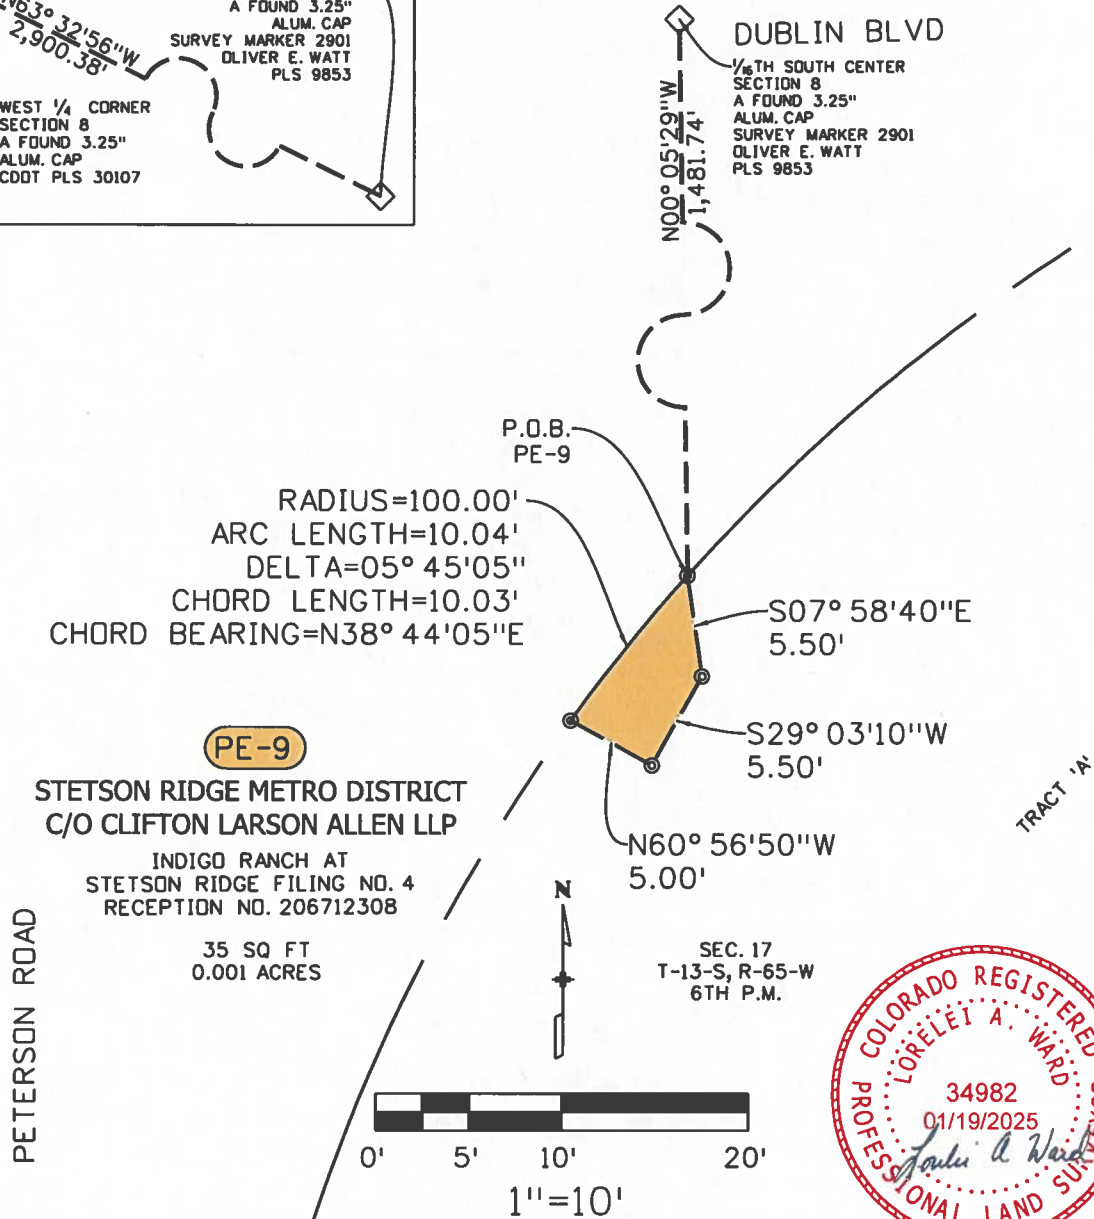 N63° 32'56"W
2,900.38'
A FOUND 3.25"
ALUM. CAP
SURVEY MARKER 2901
OLIVER E. WATT
PLS 9853
WEST 1/4 CORNER
SECTION 8
A FOUND 3.25"
ALUM. CAP
CDOT PLS 30107
DUBLIN BLVD
1/16TH SOUTH CENTER
SECTION 8
A FOUND 3.25"
ALUM. CAP
SURVEY MARKER 2901
OLIVER E. WATT
PLS 9853
N00° 05'29"W
1,481.74'
P.O.B.
PE-9
RADIUS=100.00'
ARC LENGTH=10.04'
DELTA=05° 45'05"
CHORD LENGTH=10.03'
CHORD BEARING=N38° 44'05"E
S07° 58'40"E
5.50'
S29° 03'10"W
5.50'
N60° 56'50"W
5.00'
PE-9
STETSON RIDGE METRO DISTRICT
C/O CLIFTON LARSON ALLEN LLP
INDIGO RANCH AT
STETSON RIDGE FILING NO. 4
RECEPTION NO. 206712308
35 SQ FT
0.001 ACRES
TRACT 'A'
PETERSON ROAD
N
SEC. 17
T-13-S, R-65-W
6TH P.M.
0' 5' 10' 20'
1"=10'
COLORADO REGISTERED
LORELEI A. WARD
34982
01/19/2025
Lorelei A Ward
PROFESSIONAL LAND